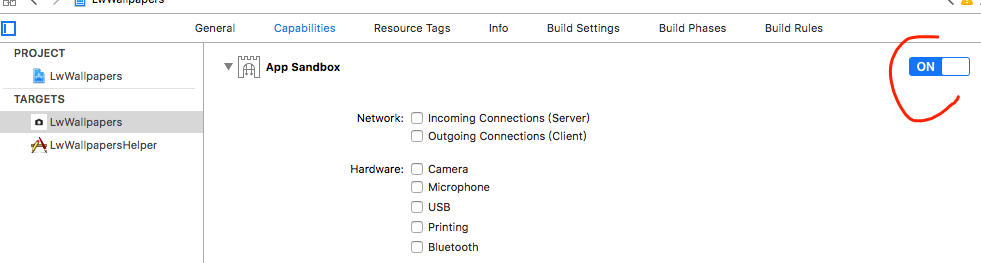 LwWallpapers
General Capabilities Resource Tags Info Build Settings Build Phases Build Rules
PROJECT
LwWallpapers
TARGETS
LwWallpapers
LwWallpapersHelper
App Sandbox
ON
Network: Incoming Connections (Server)
Outgoing Connections (Client)
Hardware: Camera
Microphone
USB
Printing
Bluetooth